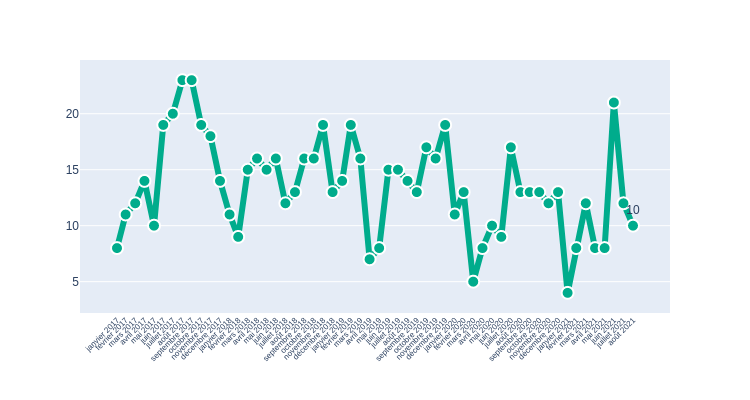 20
15
10
5
10
janvier 2017
février 2017
mars 2017
avril 2017
mai 2017
juin 2017
juillet 2017
août 2017
septembre 2017
octobre 2017
novembre 2017
décembre 2017
janvier 2018
février 2018
mars 2018
avril 2018
mai 2018
juin 2018
juillet 2018
août 2018
septembre 2018
octobre 2018
novembre 2018
décembre 2018
janvier 2019
février 2019
mars 2019
avril 2019
mai 2019
juin 2019
juillet 2019
août 2019
septembre 2019
octobre 2019
novembre 2019
décembre 2019
janvier 2020
février 2020
mars 2020
avril 2020
mai 2020
juin 2020
juillet 2020
août 2020
septembre 2020
octobre 2020
novembre 2020
décembre 2020
janvier 2021
février 2021
mars 2021
avril 2021
mai 2021
juin 2021
juillet 2021
août 2021